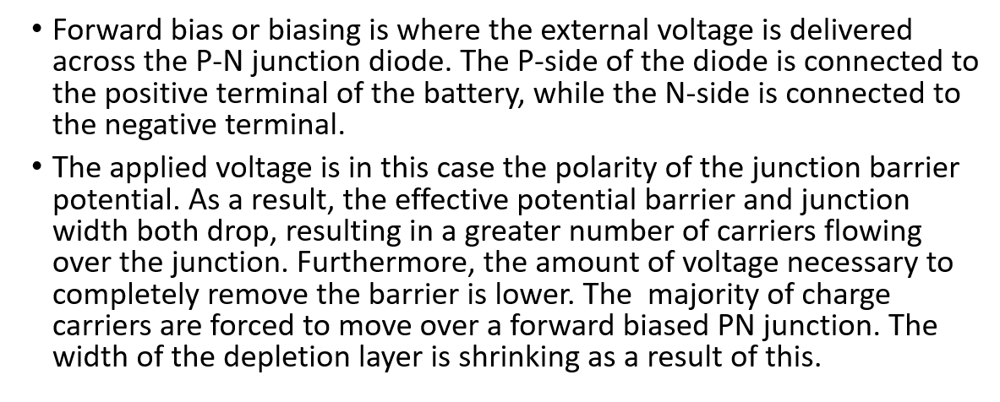 • Forward bias or biasing is where the external voltage is delivered
across the P-N junction diode. The P-side of the diode is connected to
the positive terminal of the battery, while the N-side is connected to
the negative terminal.
• The applied voltage is in this case the polarity of the junction barrier
potential. As a result, the effective potential barrier and junction
width both drop, resulting in a greater number of carriers flowing
over the junction. Furthermore, the amount of voltage necessary to
completely remove the barrier is lower. The  majority of charge
carriers are forced to move over a forward biased PN junction. The
width of the depletion layer is shrinking as a result of this.